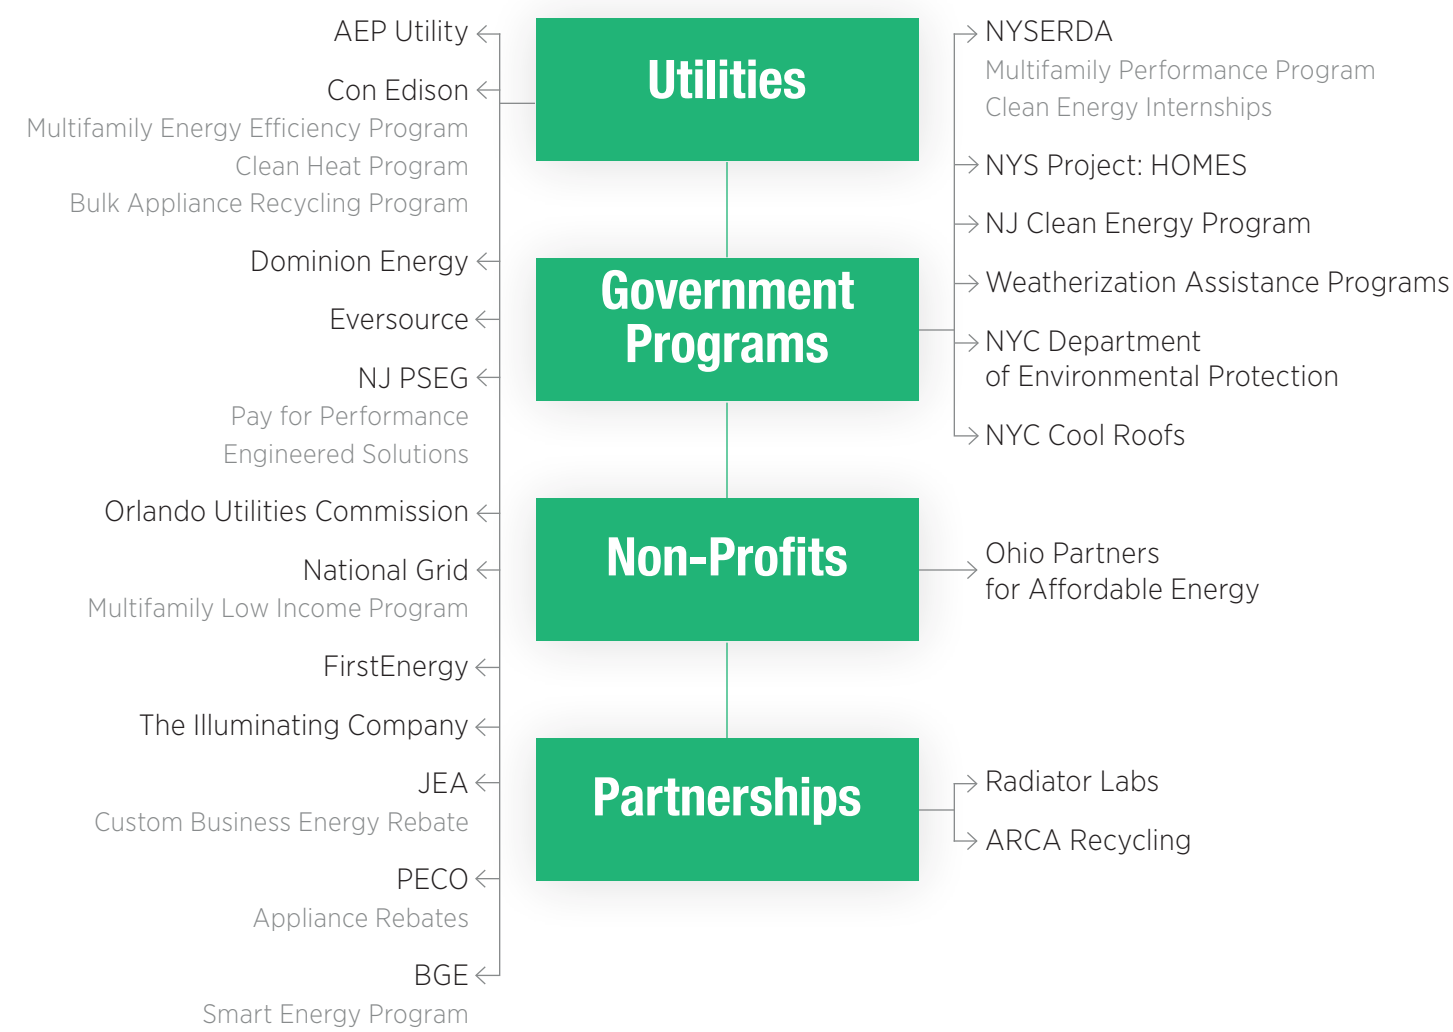 Utilities
AEP Utility
Con Edison
Multifamily Energy Efficiency Program
Clean Heat Program
Bulk Appliance Recycling Program
Dominion Energy
Eversource
NJ PSEG
Pay for Performance
Engineered Solutions
Orlando Utilities Commission
National Grid
Multifamily Low Income Program
FirstEnergy
The Illuminating Company
JEA
Custom Business Energy Rebate
PECO
Appliance Rebates
BGE
Smart Energy Program
Government
Programs
NYSERDA
Multifamily Performance Program
Clean Energy Internships
NYS Project: HOMES
NJ Clean Energy Program
Weatherization Assistance Programs
NYC Department
of Environmental Protection
NYC Cool Roofs
Non-Profits
Ohio Partners
for Affordable Energy
Partnerships
Radiator Labs
ARCA Recycling